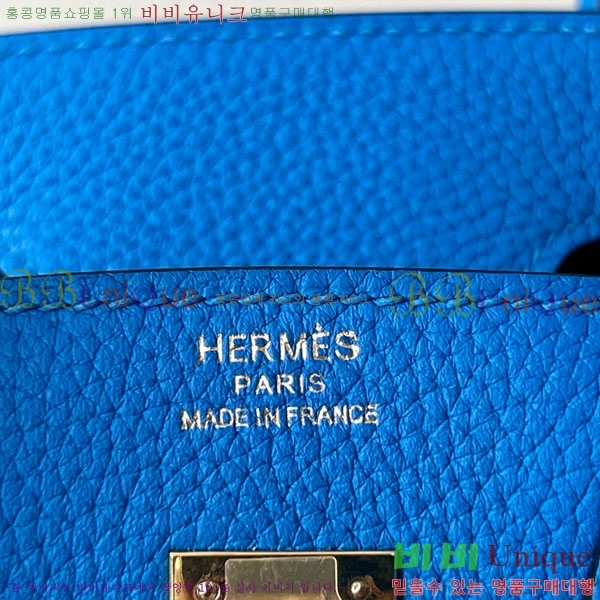 홍콩명품쇼핑몰 1위 비비유니크 명품구매대행
HERMÈS
PARIS
MADE IN FRANCE
비비 Unique
믿을수 있는 명품구매대행